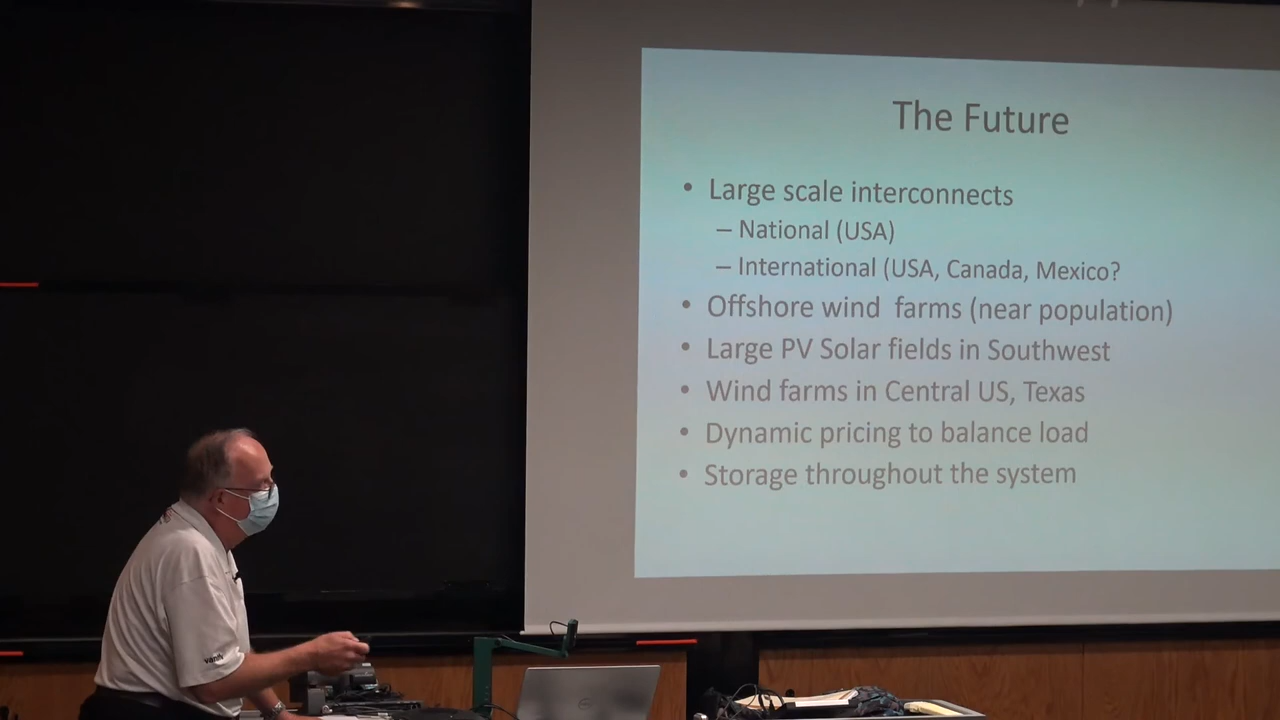 The Future
• Large scale interconnects
– National (USA)
– International (USA, Canada, Mexico?
• Offshore wind farms (near population)
• Large PV Solar fields in Southwest
• Wind farms in Central US, Texas
• Dynamic pricing to balance load
• Storage throughout the system
DELL